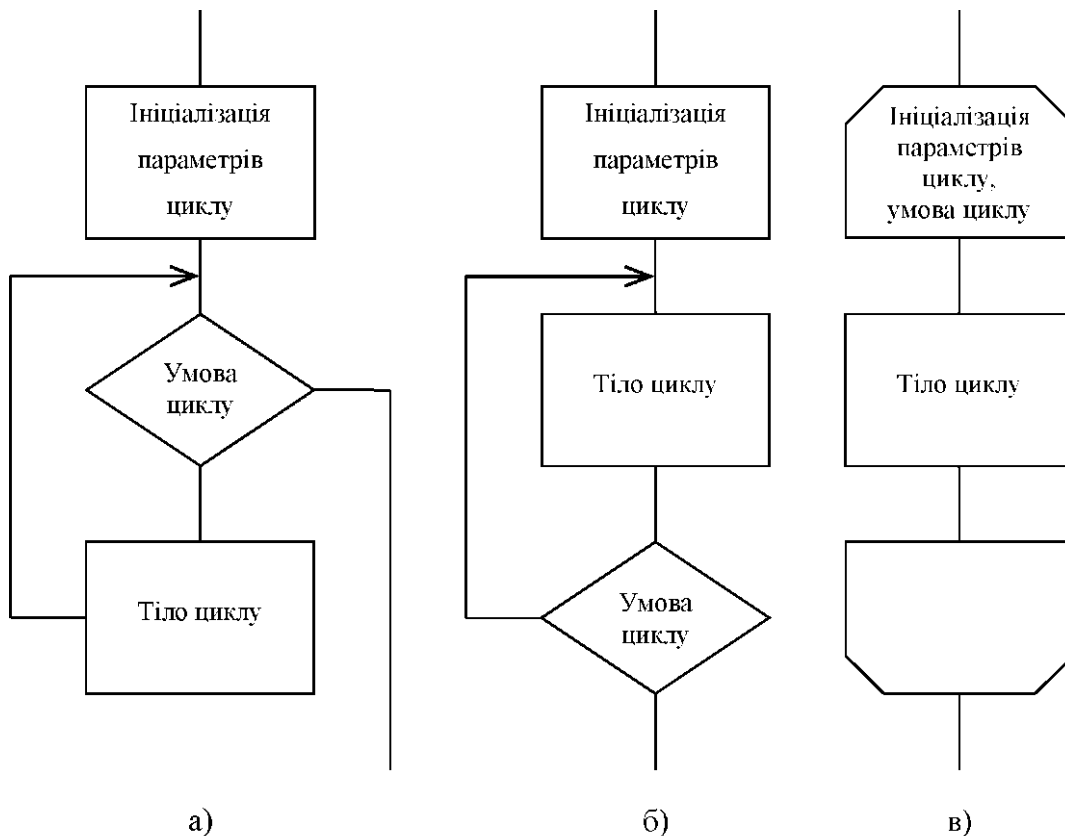 Ініціалізація
параметрів
циклу
Умова
циклу
Тіло циклу
а)
Ініціалізація
параметрів
циклу
Тіло циклу
Умова
циклу
б)
Ініціалізація
параметрів
циклу,
умова циклу
Тіло циклу
в)